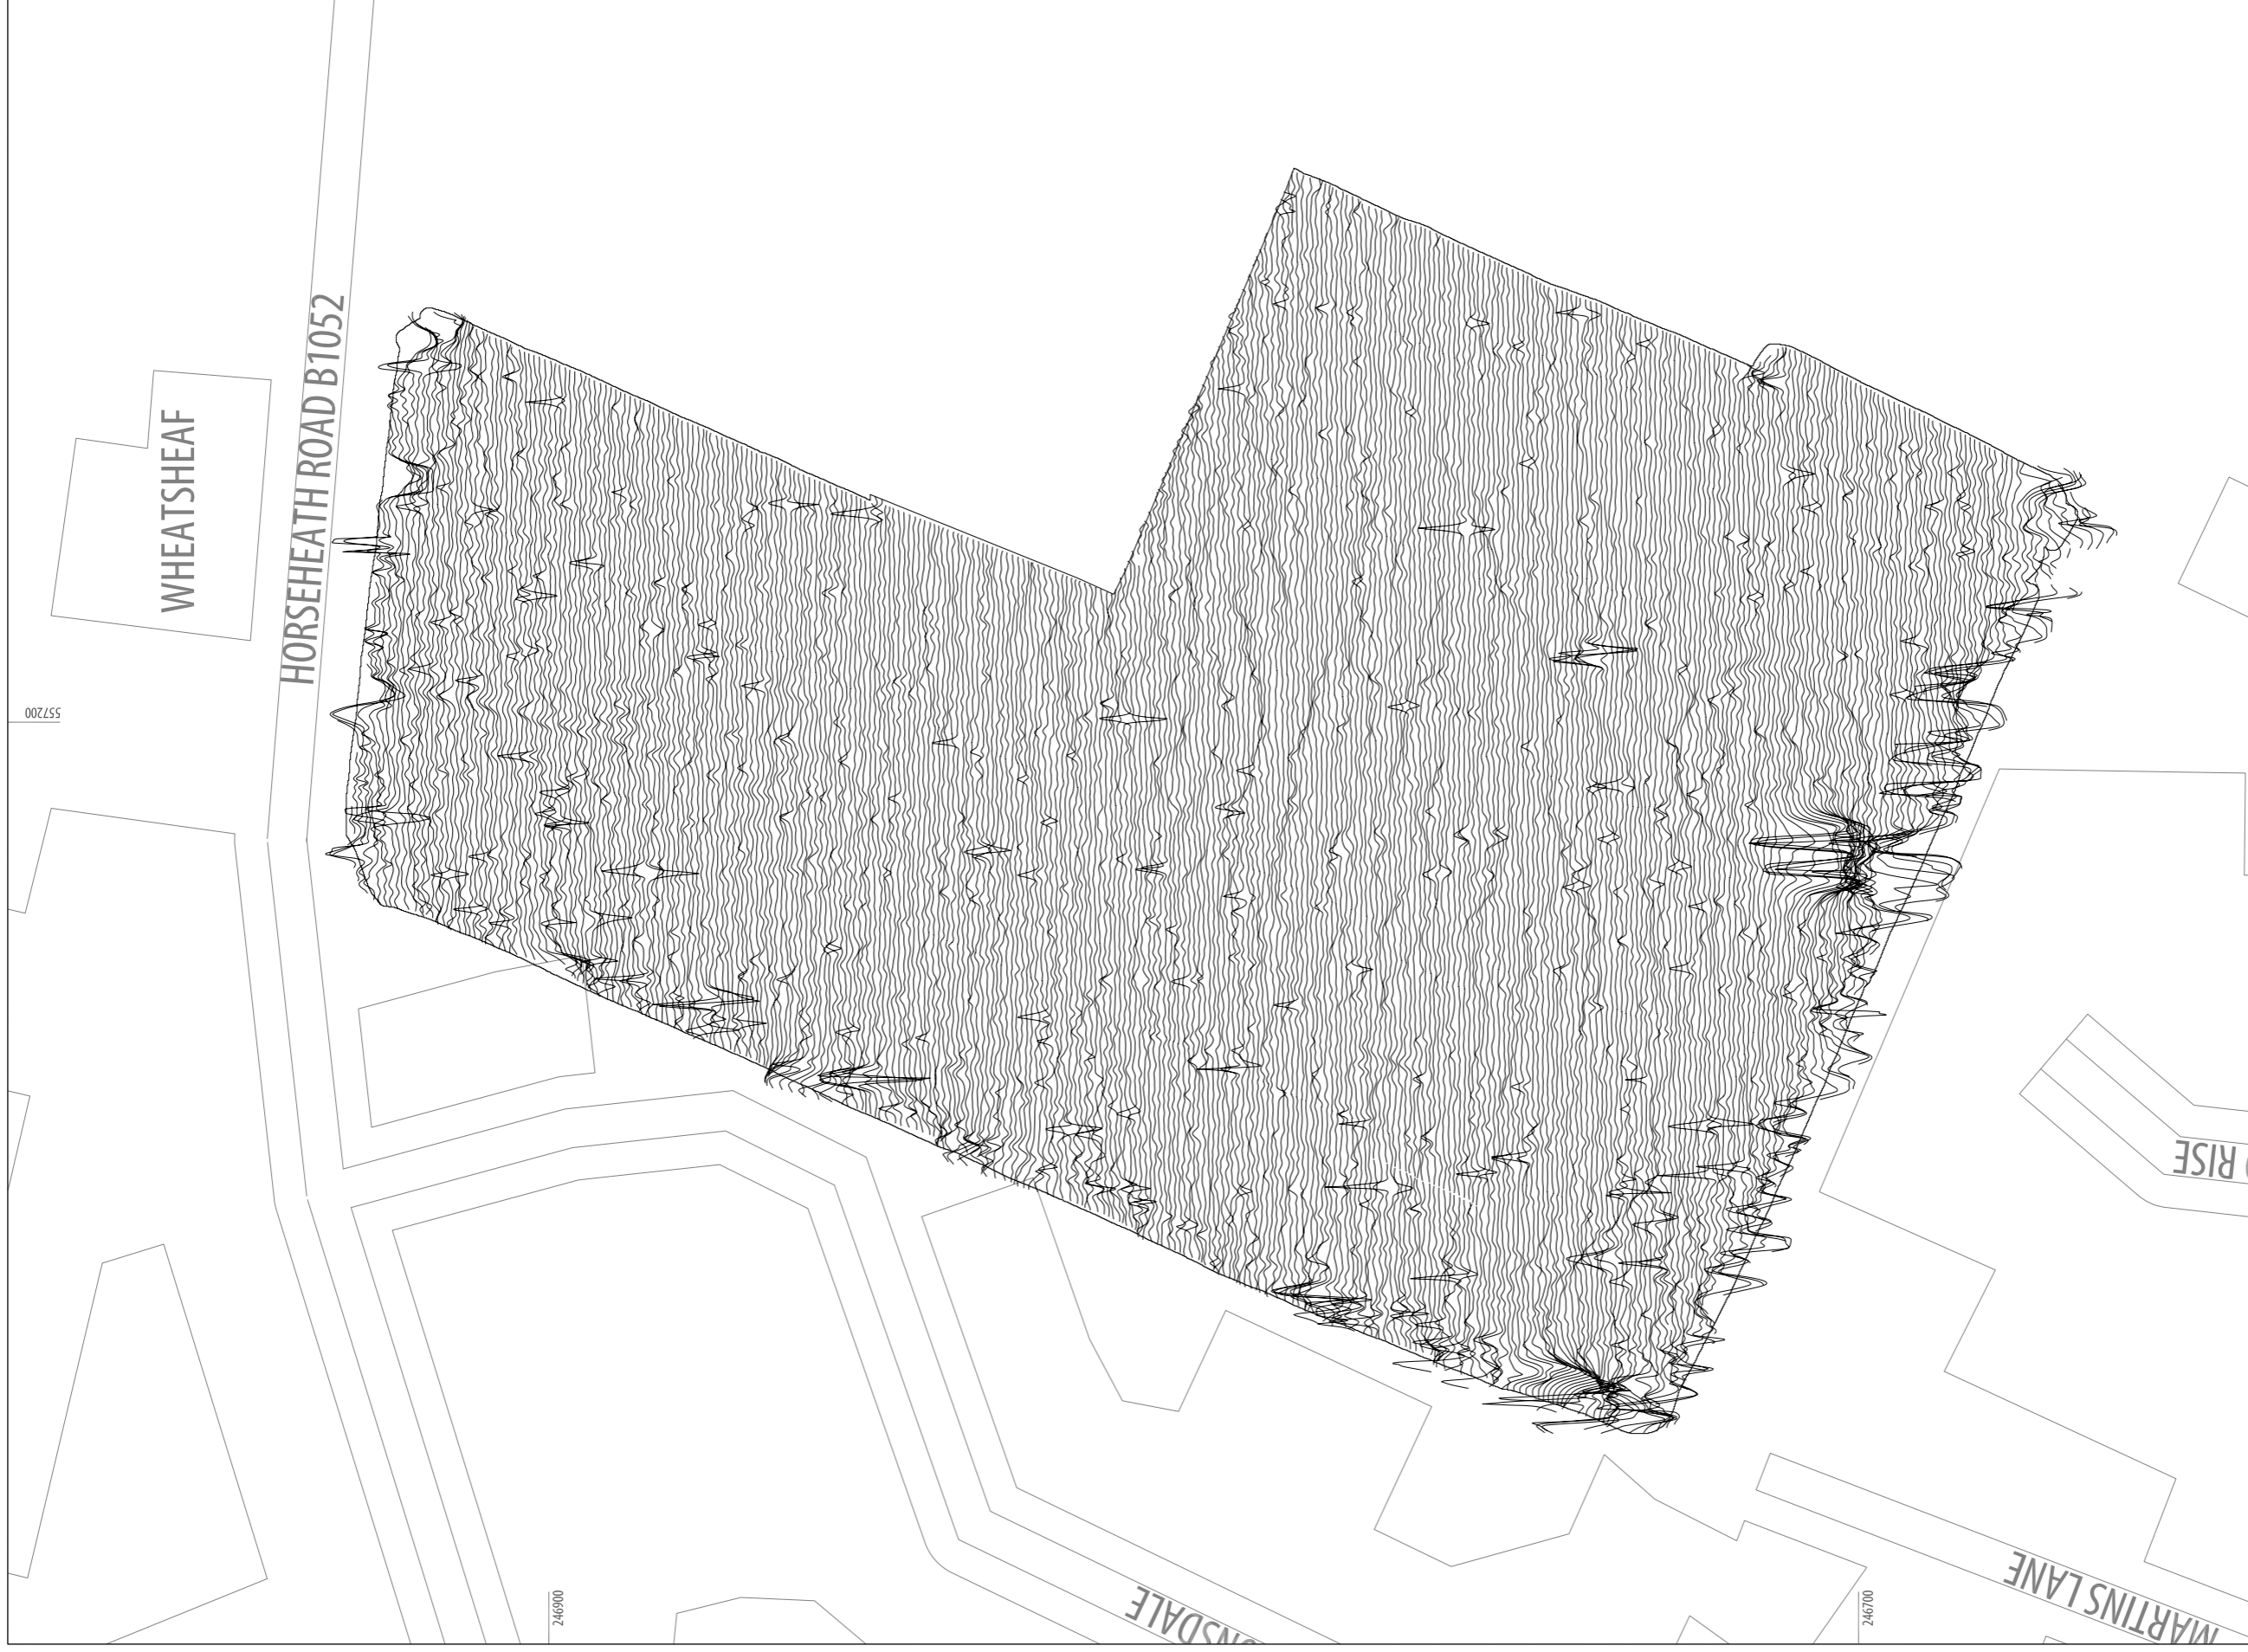 WHEATSHEAF
HORSEHEATH ROAD B1052
557200
RISE
246900
246700
MARTINS LANE